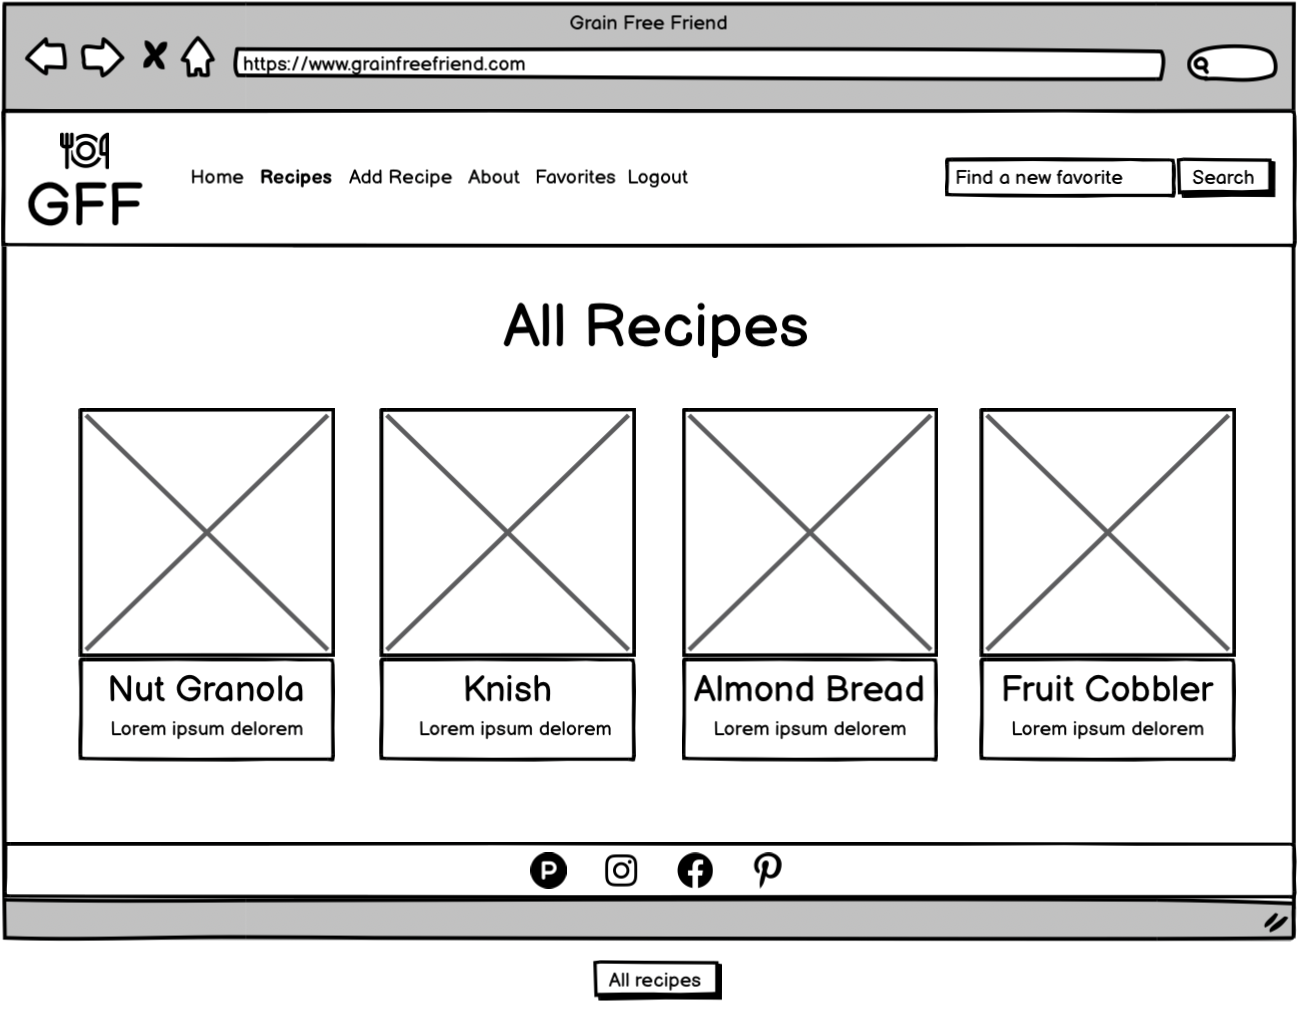 Grain Free Friend
https://www.grainfreefriend.com
GFF
Home Recipes Add Recipe About Favorites Logout
Find a new favorite Search
All Recipes
Nut Granola Knish Almond Bread Fruit Cobbler
Lorem ipsum delorem Lorem ipsum delorem Lorem ipsum delorem Lorem ipsum delorem
All recipes